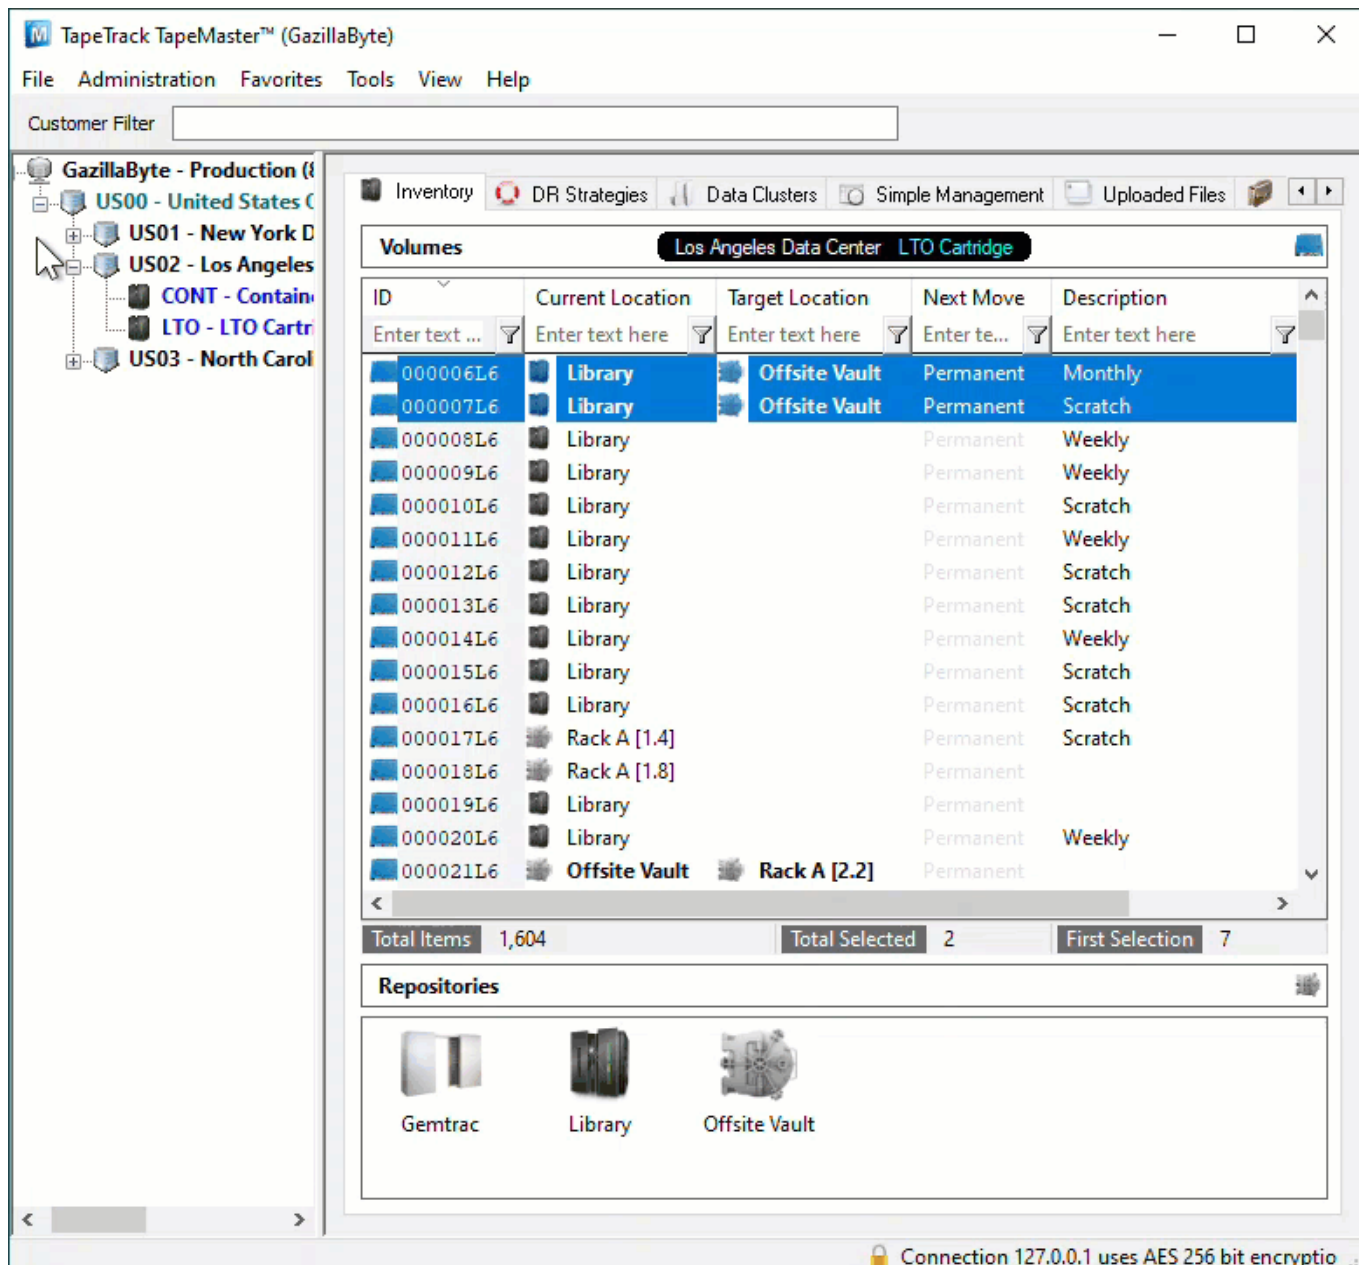 TapeTrack TapeMaster™ (GazillaByte)
File Administration Favorites Tools View Help
Customer Filter
GazillaByte - Production (
US00 - United States
US01 - New York D
US02 - Los Angeles
CONT - Contain
LTO - LTO Cartr
US03 - North Carol
Inventory DR Strategies Data Clusters Simple Management Uploaded Files
Volumes Los Angeles Data Center LTO Cartridge
ID Current Location Target Location Next Move Description
Enter text ... Enter text here Enter text here Enter te... Enter text here
000006L6 Library Offsite Vault Permanent Monthly
000007L6 Library Offsite Vault Permanent Scratch
000008L6 Library Permanent Weekly
000009L6 Library Permanent Weekly
000010L6 Library Permanent Scratch
000011L6 Library Permanent Weekly
000012L6 Library Permanent Scratch
000013L6 Library Permanent Scratch
000014L6 Library Permanent Weekly
000015L6 Library Permanent Scratch
000016L6 Library Permanent Scratch
000017L6 Rack A [1.4] Permanent Scratch
000018L6 Rack A [1.8] Permanent
000019L6 Library Permanent
000020L6 Library Permanent Weekly
000021L6 Offsite Vault Rack A [2.2] Permanent
Total Items 1,604 Total Selected 2 First Selection 7
Repositories
Gemtrac Library Offsite Vault
Connection 127.0.0.1 uses AES 256 bit encryptio